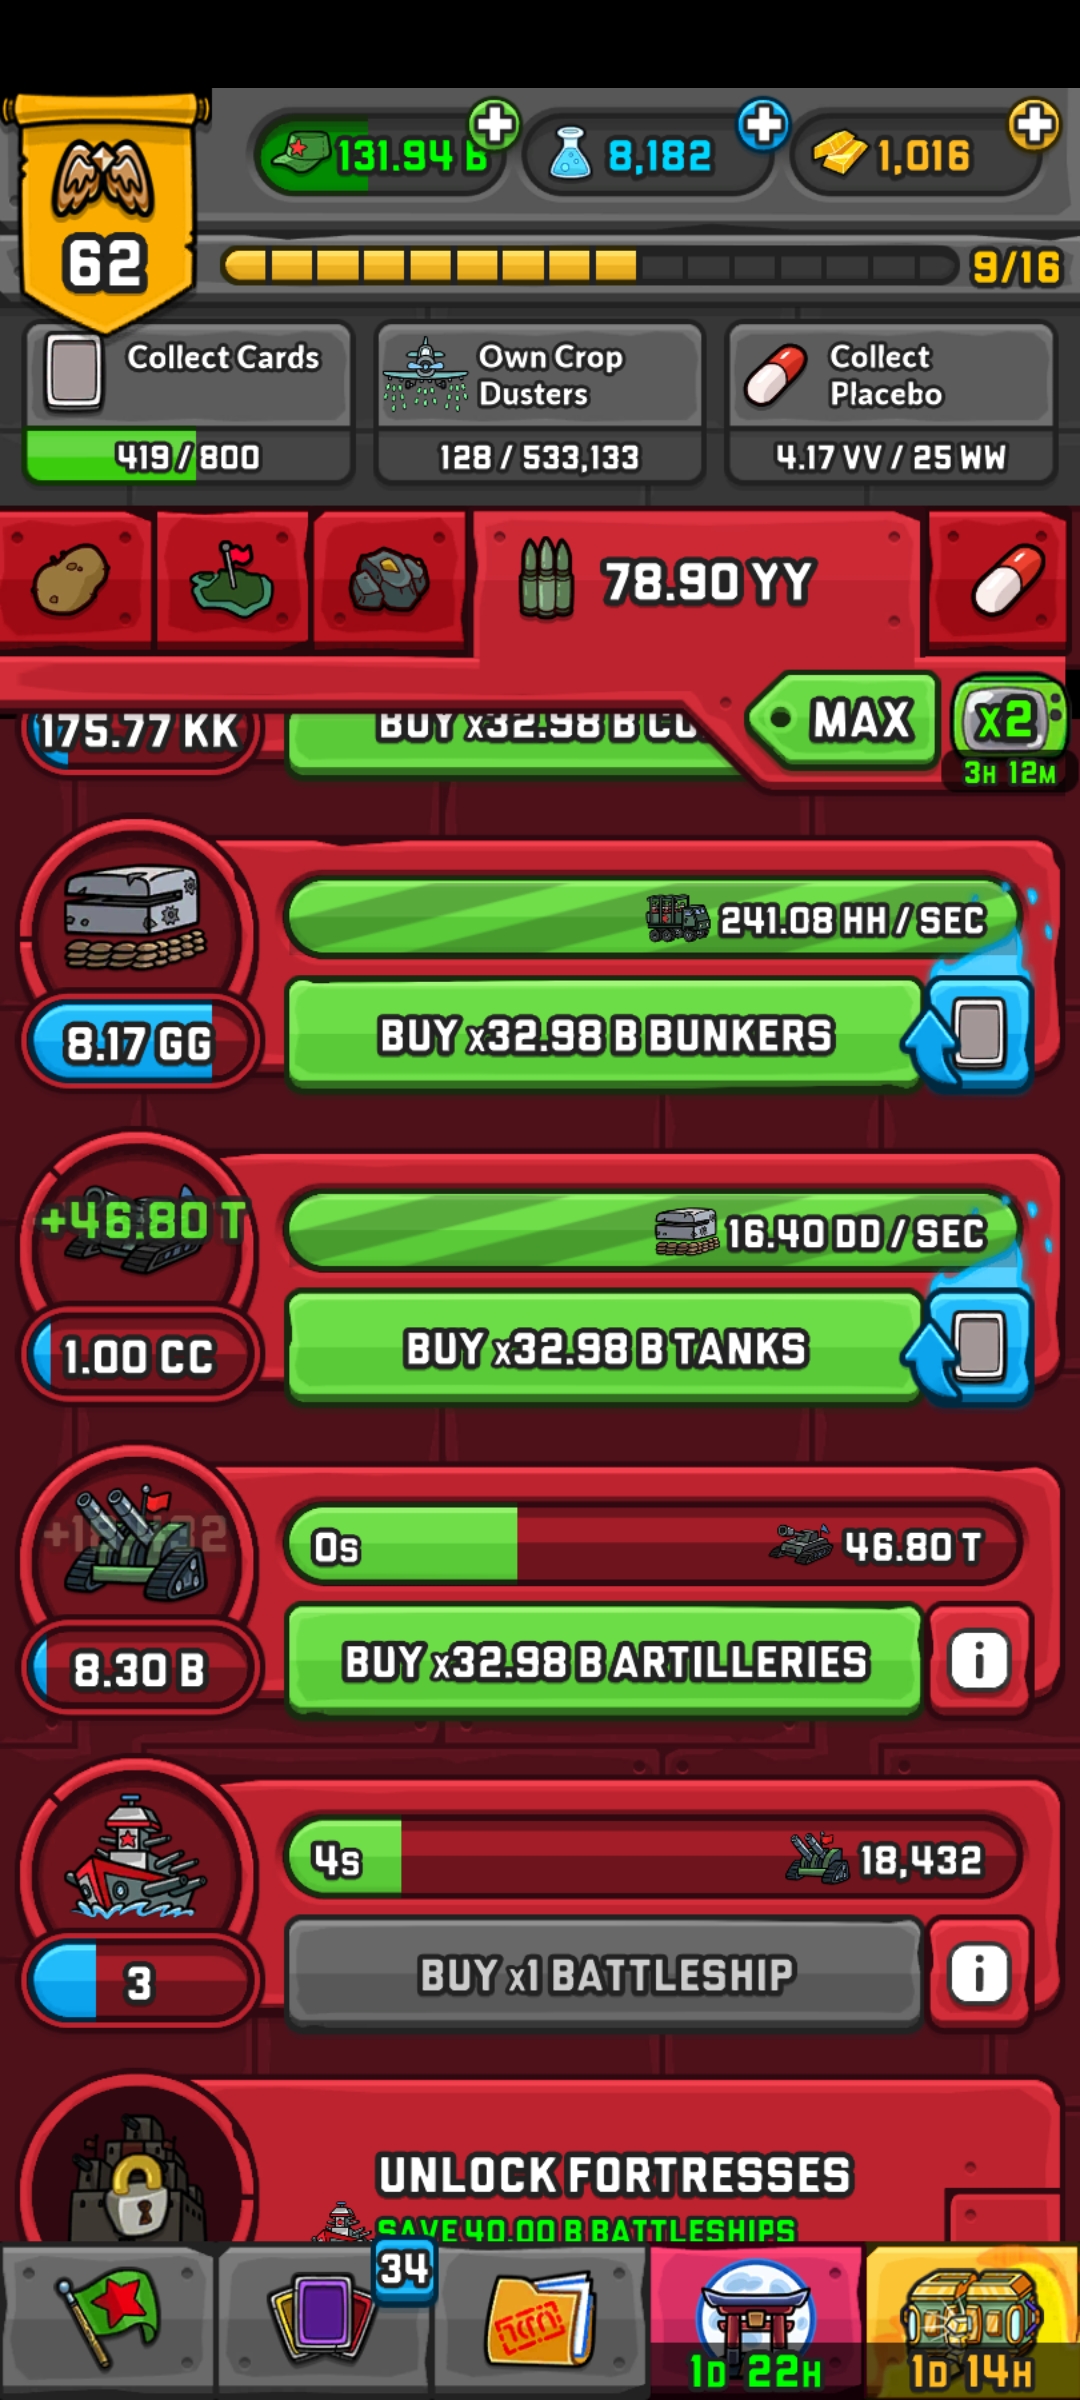 131.94 B
8,182
1,016
62
9/16
Collect Cards
419 / 800
Own Crop
Dusters
128 / 533,133
Collect
Placebo
4.17 VV / 25 WW
78.90 YY
MAX
x2
3H 12M
175.77 KK
BUY x32.98 B
241.08 HH / SEC
8.17 GG
BUY x32.98 B BUNKERS
+46.80 T
16.40 DD / SEC
1.00 CC
BUY x32.98 B TANKS
0s
46.80 T
8.30 B
BUY x32.98 B ARTILLERIES
4s
18,432
3
BUY x1 BATTLESHIP
UNLOCK FORTRESSES
SAVE 40.00 B BATTLESHIPS
34
1D 22H
1D 14H